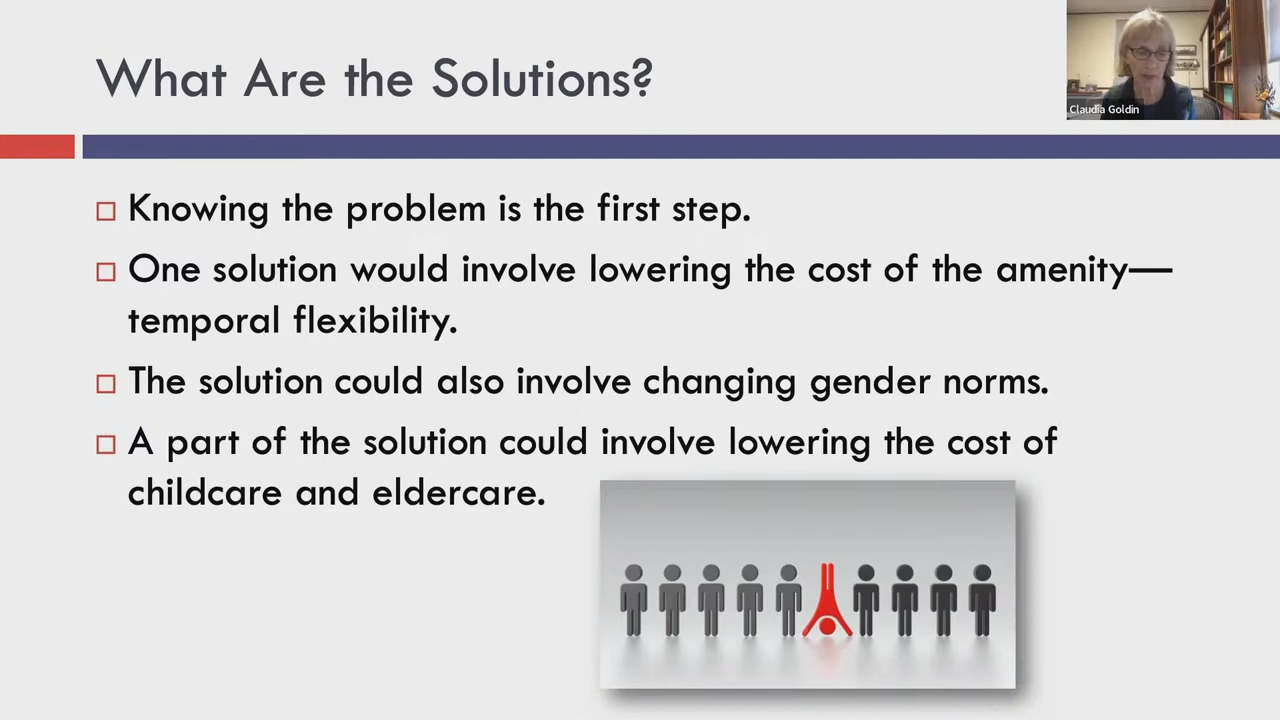 What Are the Solutions?
Claudia Goldin
Knowing the problem is the first step.
One solution would involve lowering the cost of the amenity—
temporal flexibility.
The solution could also involve changing gender norms.
A part of the solution could involve lowering the cost of
childcare and eldercare.